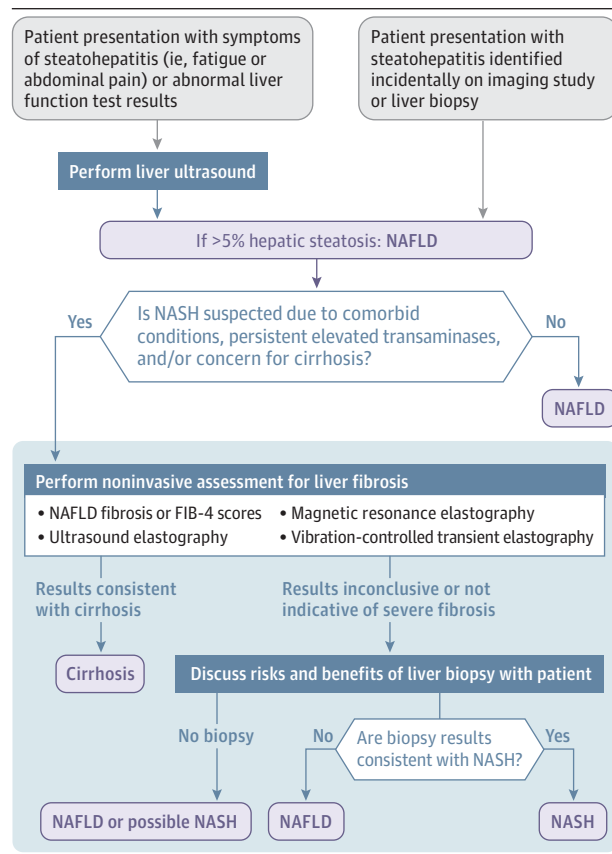 Patient presentation with symptoms
of steatohepatitis (ie, fatigue or
abdominal pain) or abnormal liver
function test results
Patient presentation with
steatohepatitis identified
incidentally on imaging study
or liver biopsy
Perform liver ultrasound
If >5% hepatic steatosis: NAFLD
Yes
Is NASH suspected due to comorbid
conditions, persistent elevated transaminases,
and/or concern for cirrhosis?
No
NAFLD
Perform noninvasive assessment for liver fibrosis
• NAFLD fibrosis or FIB-4 scores
• Ultrasound elastography
• Magnetic resonance elastography
• Vibration-controlled transient elastography
Results consistent
with cirrhosis
Results inconclusive or not
indicative of severe fibrosis
Cirrhosis
Discuss risks and benefits of liver biopsy with patient
No biopsy
No
Are biopsy results
consistent with NASH?
Yes
NAFLD or possible NASH
NAFLD
NASH